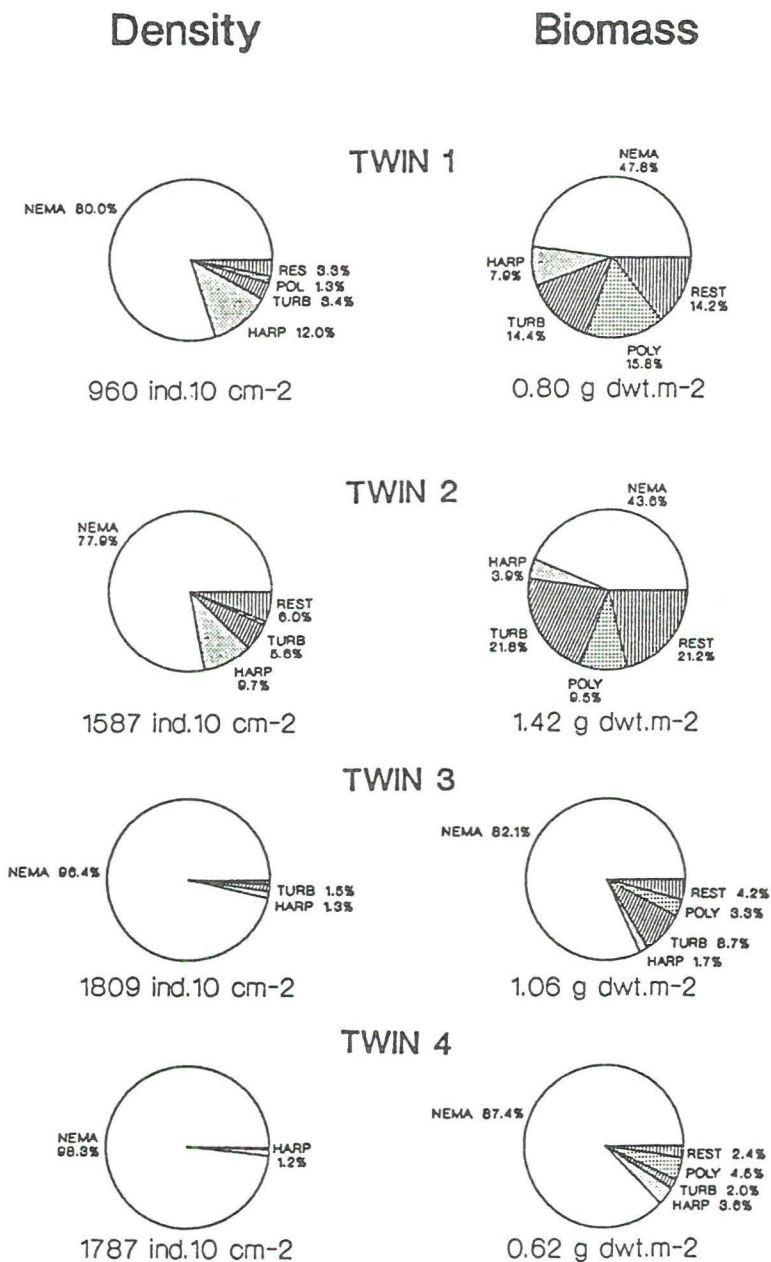 Density
Biomass
TWIN 1
NEMA 80.0%
RES 3.3%
POL 1.3%
TURB 3.4%
HARP 12.0%
960 ind.10 cm-2
NEMA
47.8%
HARP
7.9%
TURB
14.4%
POLY
15.8%
REST
14.2%
0.80 g dwt.m-2
TWIN 2
NEMA
77.9%
REST
6.0%
TURB
5.6%
HARP
9.7%
1587 ind.10 cm-2
NEMA
43.6%
HARP
3.9%
TURB
21.8%
POLY
9.5%
REST
21.2%
1.42 g dwt.m-2
TWIN 3
NEMA 96.4%
TURB 1.5%
HARP 1.3%
1809 ind.10 cm-2
NEMA 82.1%
REST 4.2%
POLY 3.3%
TURB 8.7%
HARP 1.7%
1.06 g dwt.m-2
TWIN 4
NEMA
98.3%
HARP
1.2%
1787 ind.10 cm-2
NEMA 87.4%
REST 2.4%
POLY 4.5%
TURB 2.0%
HARP 3.6%
0.62 g dwt.m-2